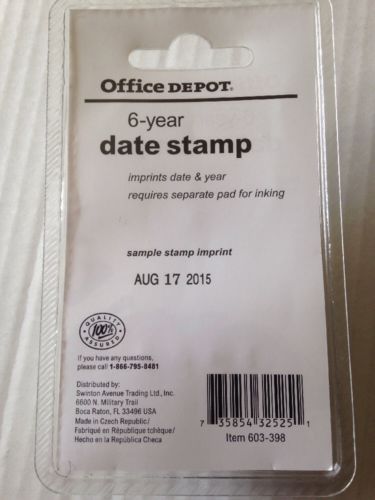 Office DEPOT®
6-year
date stamp
imprints date & year
requires separate pad for inking
sample stamp imprint
AUG 17 2015
QUALITY
100%
ASSURED
If you have any questions,
please call 1-866-795-8481
Distributed by:
Swinton Avenue Trading Ltd., Inc.
6600 N. Military Trail
Boca Raton, FL 33496 USA
Made in Czech Republic/
Fabriqué en République tchèque/
Hecho en la República Checa
7 35854 32525 1
Item 603-398